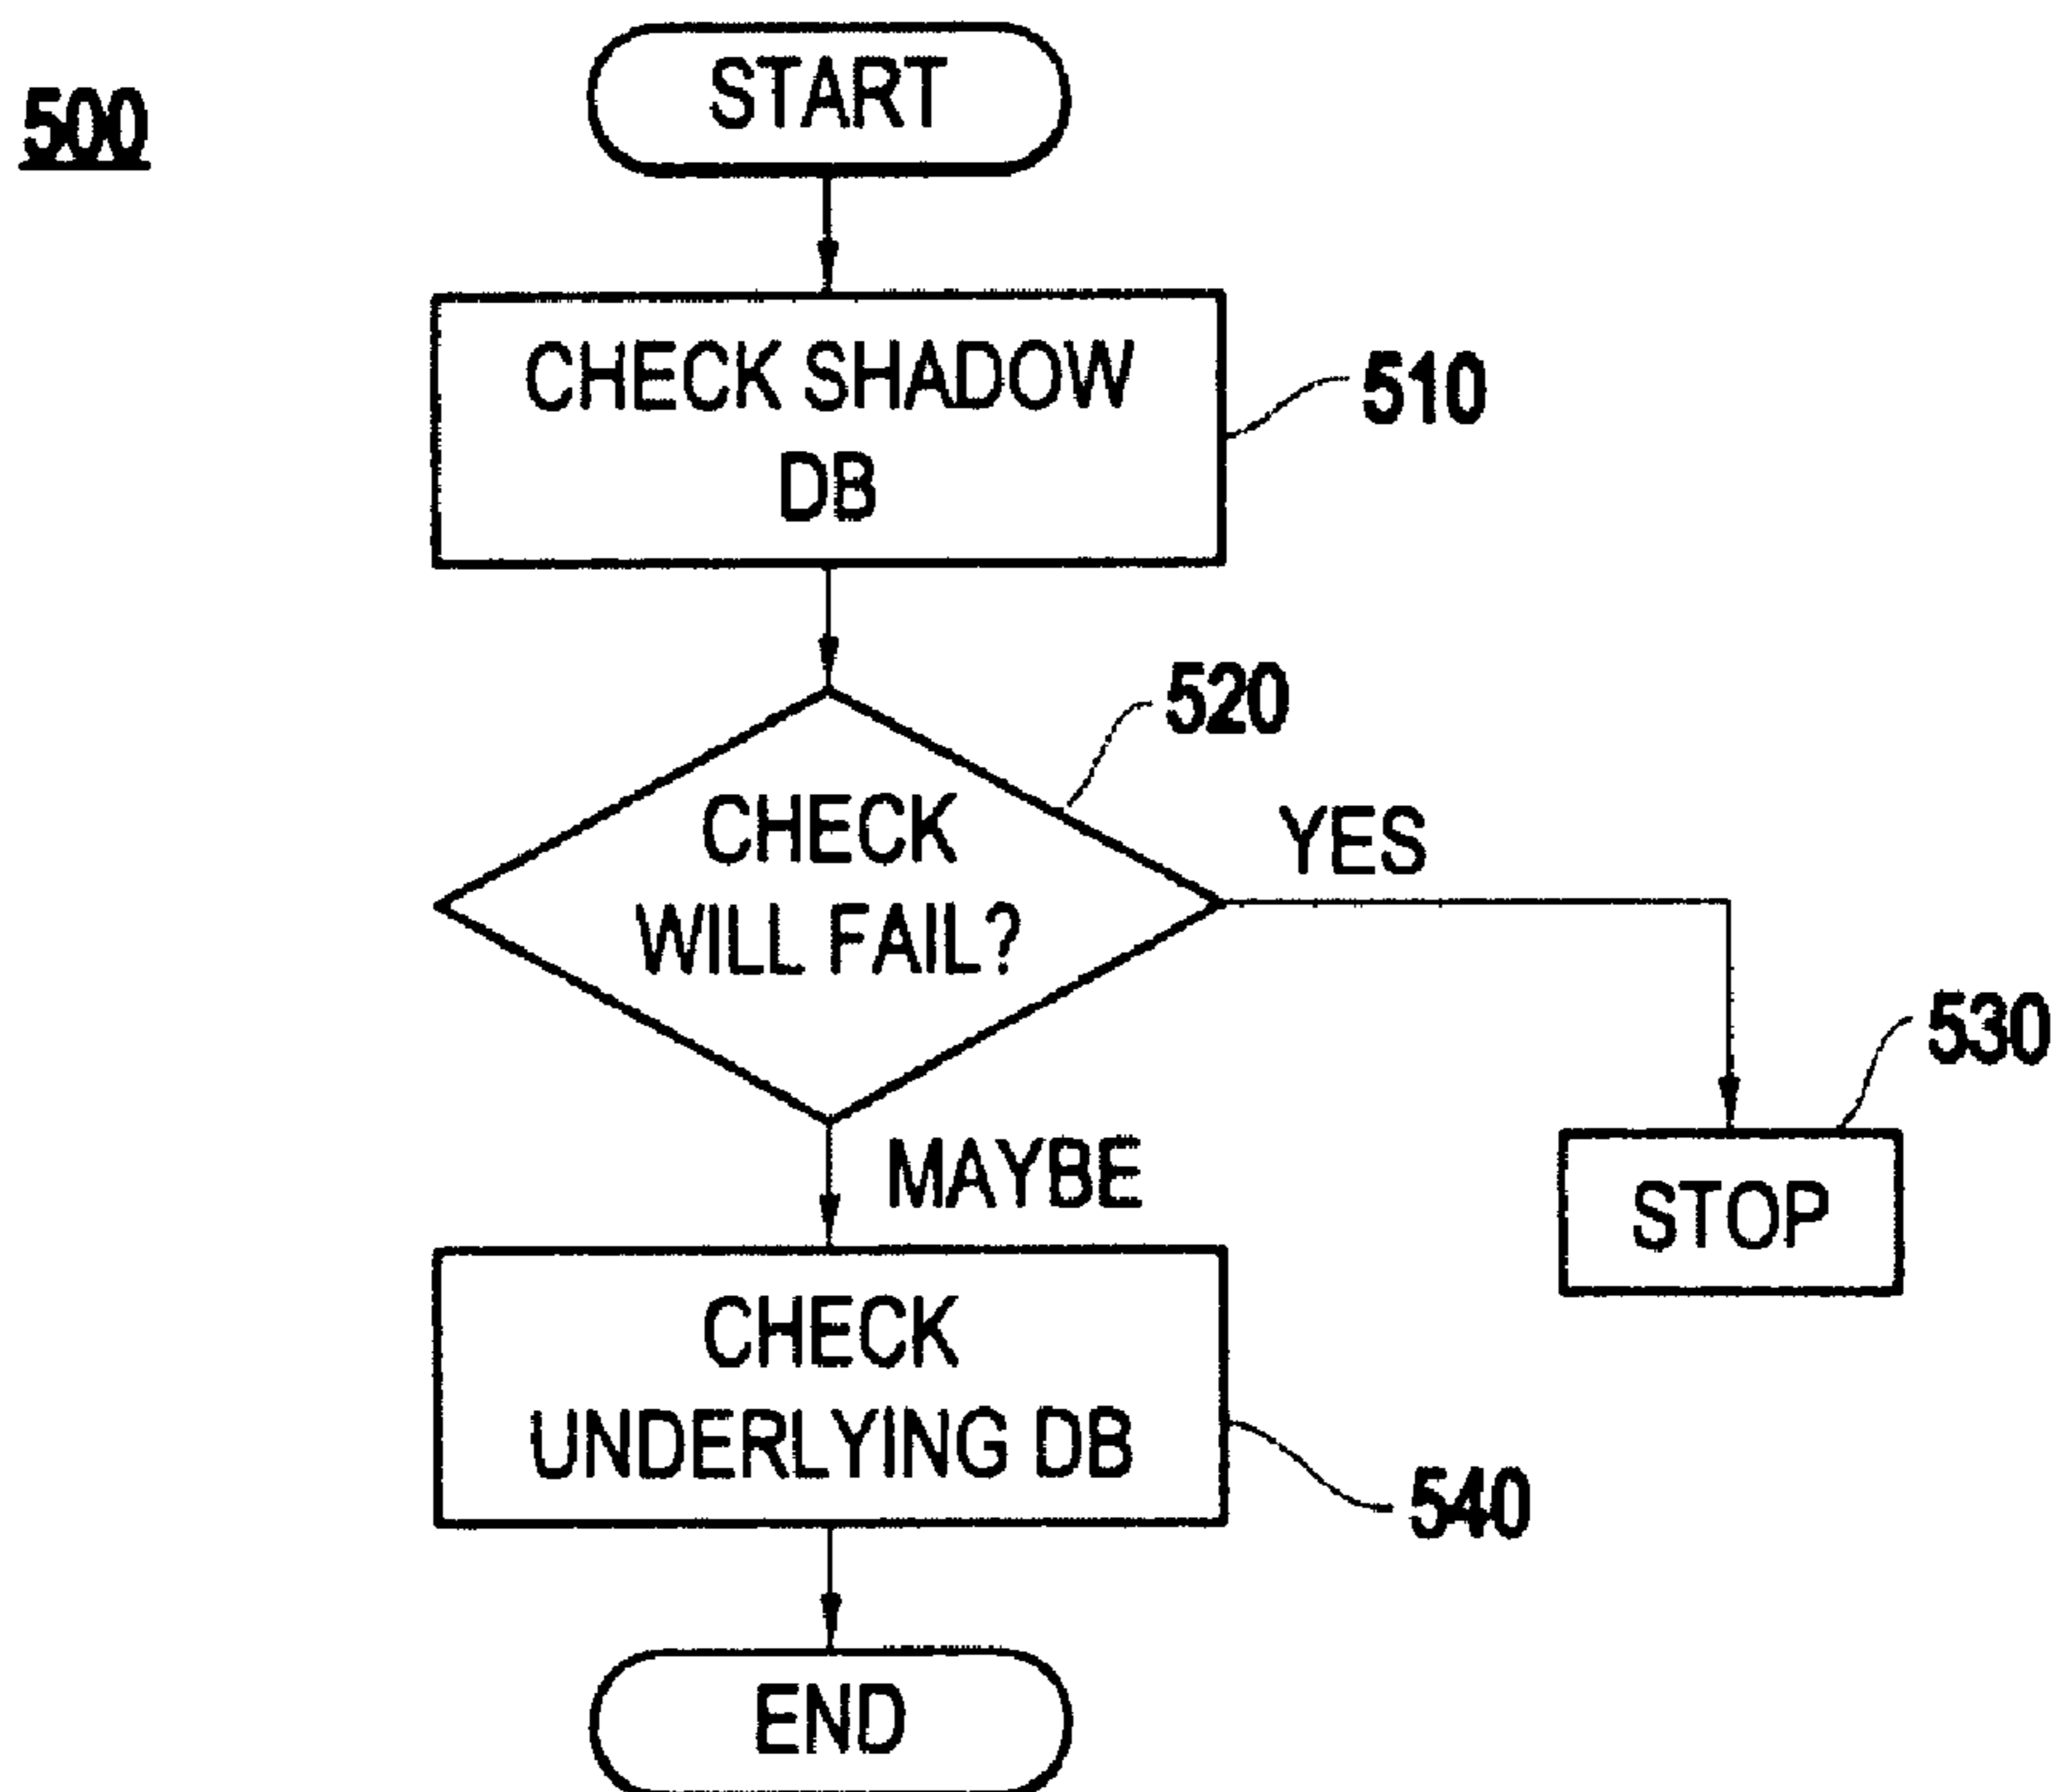 500
START
CHECK SHADOW
DB
510
520
CHECK
WILL FAIL?
YES
530
MAYBE
STOP
CHECK
UNDERLYING DB
540
END